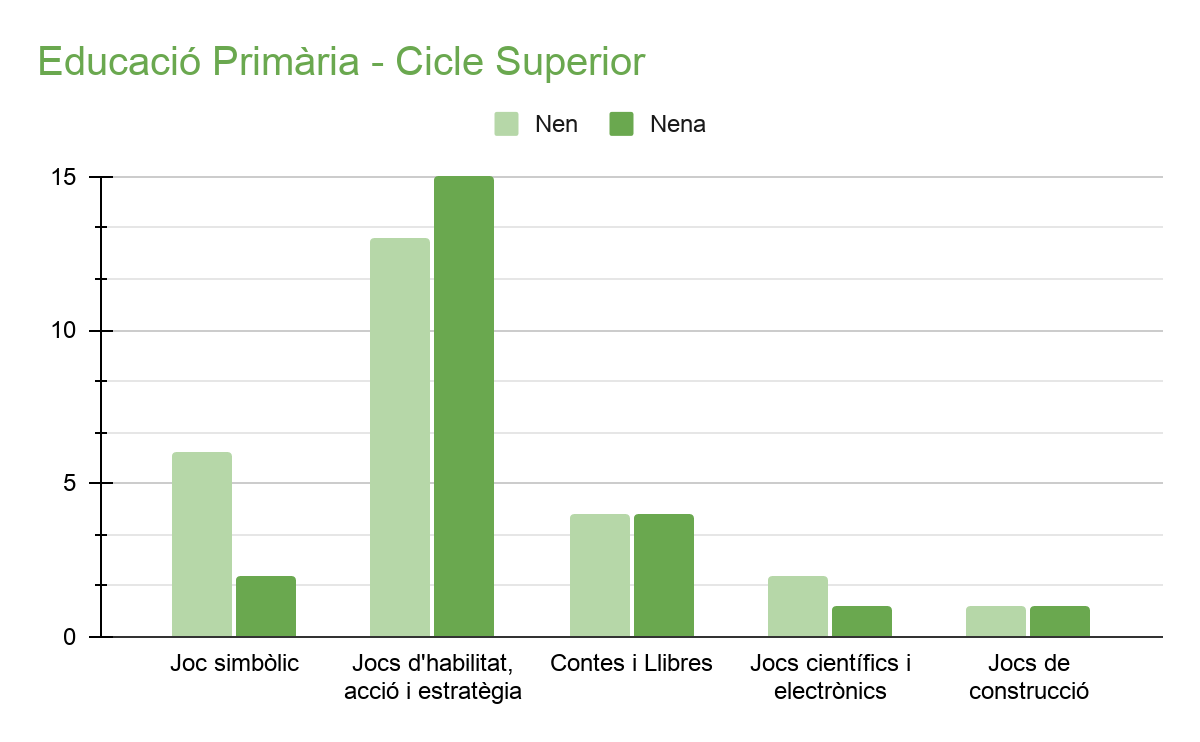 Educació Primària - Cicle Superior
Nen Nena
15
10
5
0
Joc simbòlic
Jocs d'habilitat,
acció i estratègia
Contes i Llibres
Jocs científics i
electrònics
Jocs de
construcció